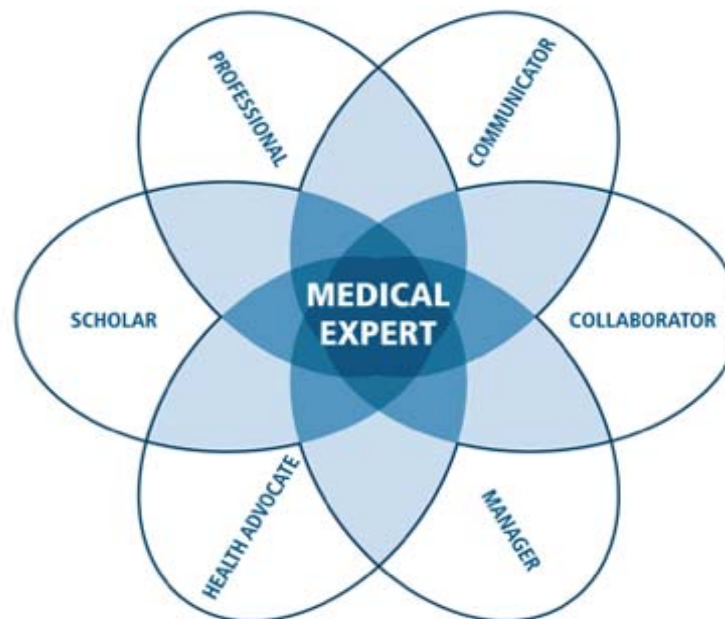 PROFESSIONAL
COMMUNICATOR
SCHOLAR
MEDICAL
EXPERT
COLLABORATOR
HEALTH ADVOCATE
MANAGER